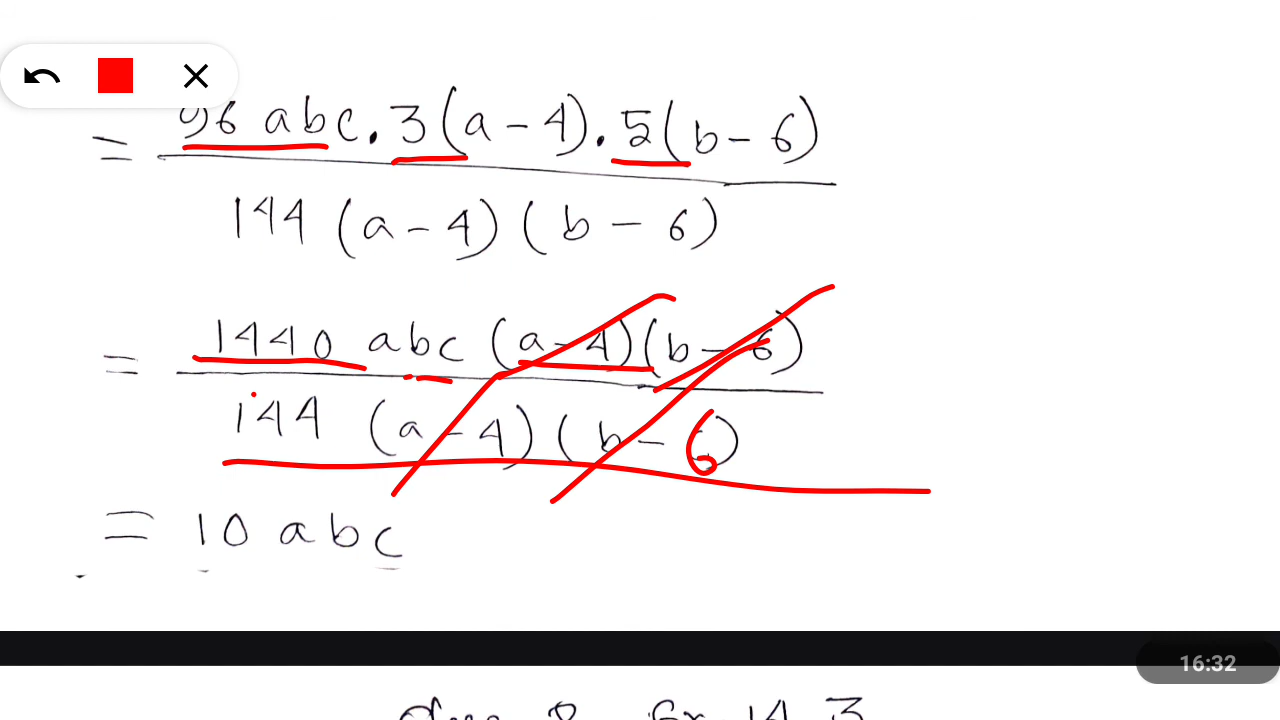 = 96 abc . 3(a - 4) . 5(b - 6)
144 (a - 4) (b - 6)
= 1440 abc (a - 4)(b - 6)
144 (a - 4) (b - 6)
= 10 abc
16:32